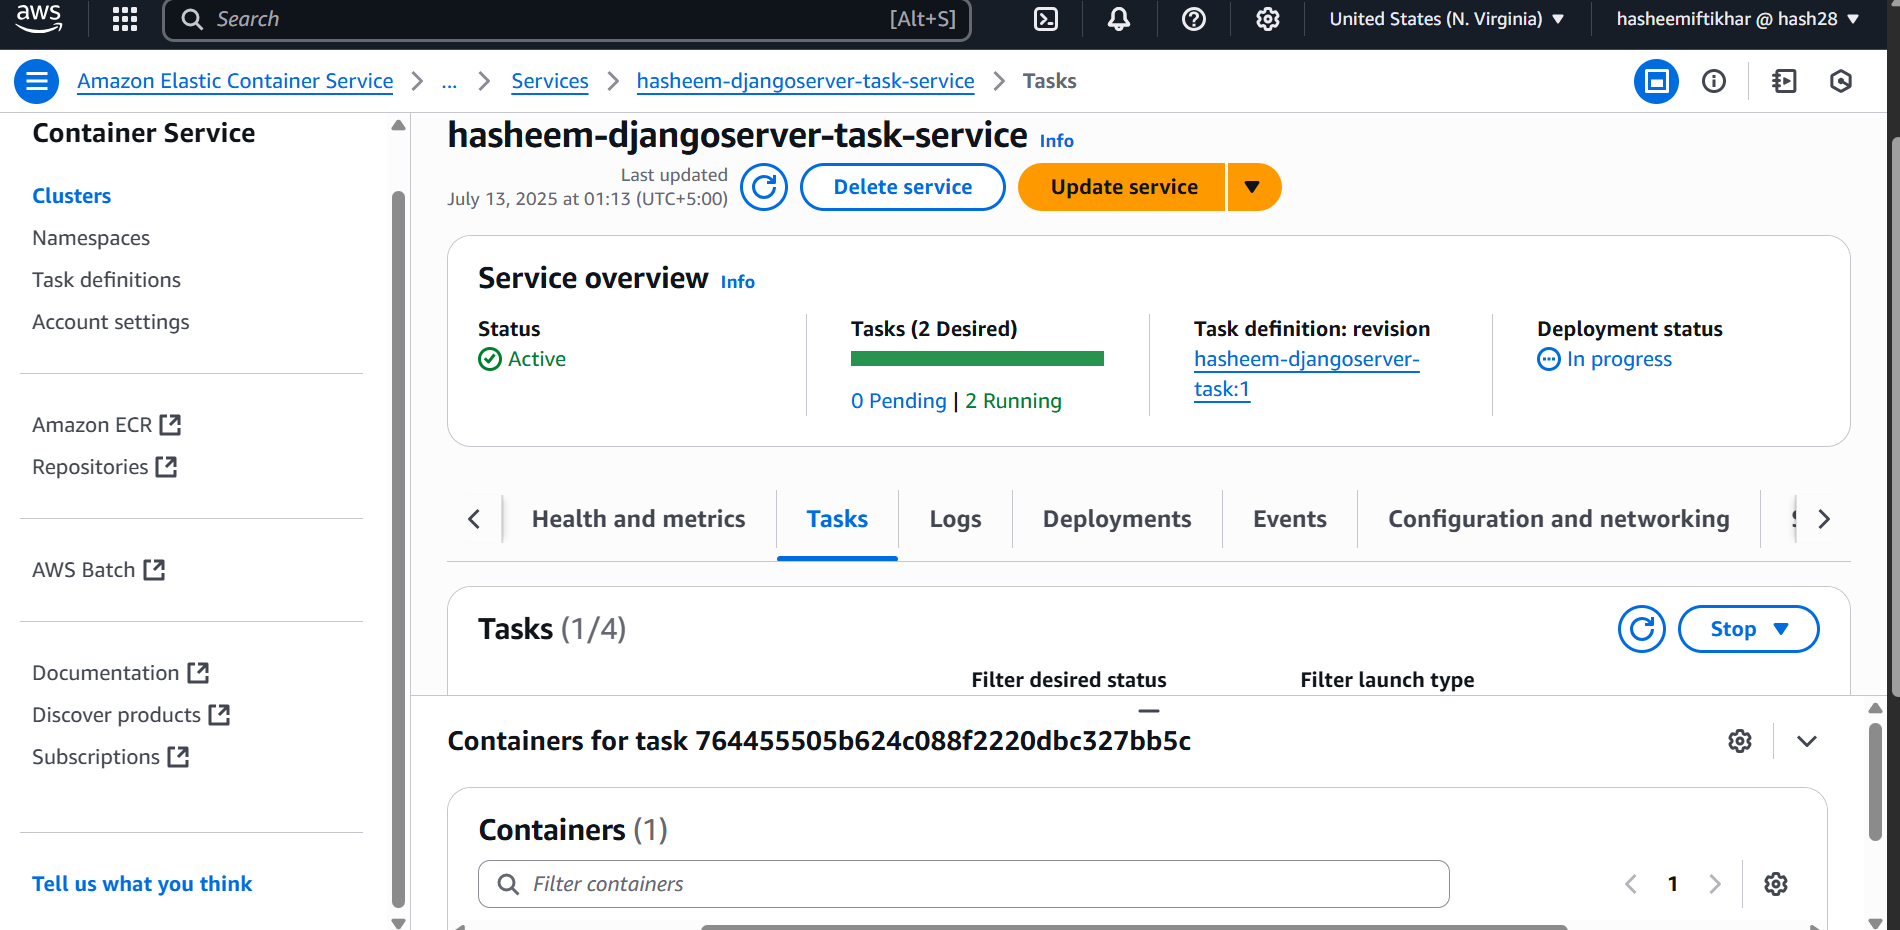 aws
Search
[Alt+S]
United States (N. Virginia)
hasheemiftikhar @ hash28
Amazon Elastic Container Service
...
Services
hasheem-djangoserver-task-service
Tasks
Container Service
Clusters
Namespaces
Task definitions
Account settings
Amazon ECR
Repositories
AWS Batch
Documentation
Discover products
Subscriptions
Tell us what you think
hasheem-djangoserver-task-service Info
Last updated
July 13, 2025 at 01:13 (UTC+5:00)
Delete service
Update service
Service overview Info
Status
Active
Tasks (2 Desired)
0 Pending | 2 Running
Task definition: revision
hasheem-djangoserver-
task:1
Deployment status
In progress
Health and metrics
Tasks
Logs
Deployments
Events
Configuration and networking
Tasks (1/4)
Stop
Filter desired status
Filter launch type
Containers for task 764455505b624c088f2220dbc327bb5c
Containers (1)
Filter containers
1